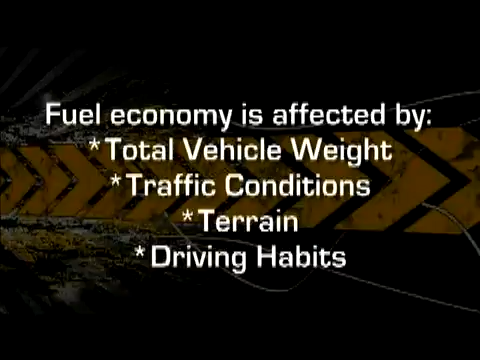 Fuel economy is affected by:
*Total Vehicle Weight
*Traffic Conditions
*Terrain
*Driving Habits